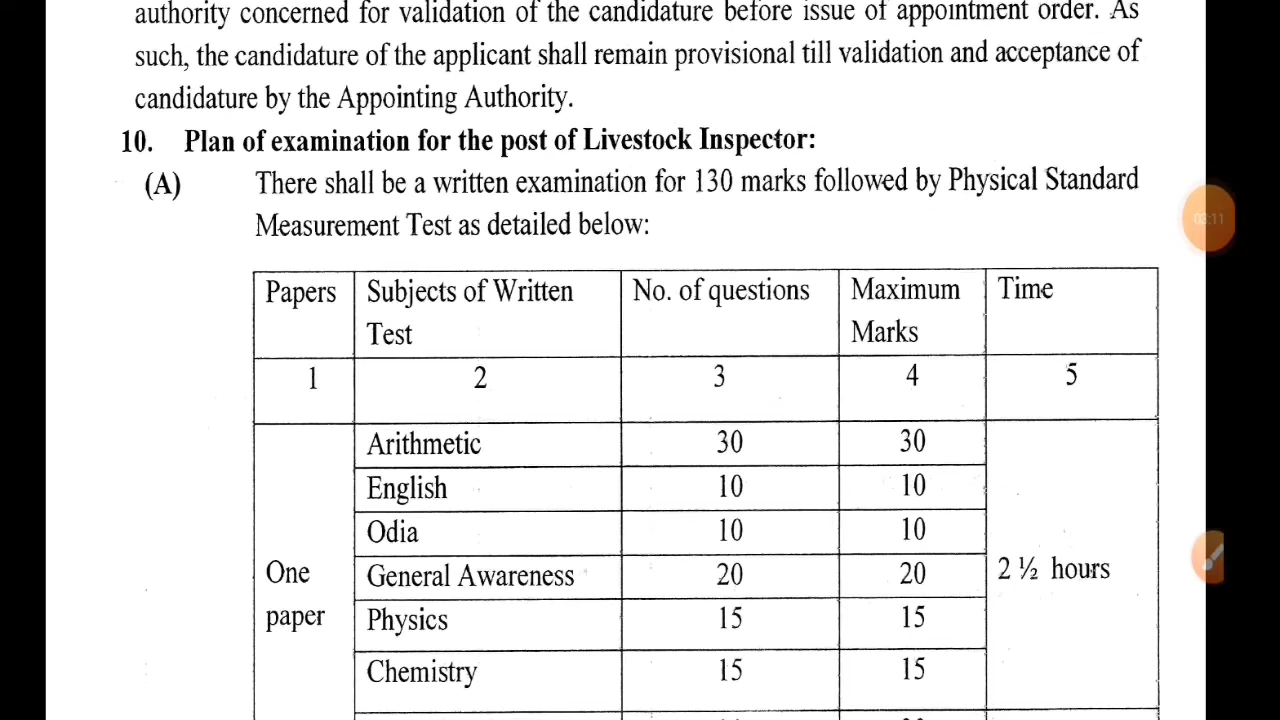 authority concerned for validation of the candidature before issue of appointment order. As
such, the candidature of the applicant shall remain provisional till validation and acceptance of
candidature by the Appointing Authority.
10. Plan of examination for the post of Livestock Inspector:
(A) There shall be a written examination for 130 marks followed by Physical Standard
Measurement Test as detailed below:
Papers Subjects of Written Test No. of questions Maximum Marks Time
1 2 3 4 5
One paper 2 ½ hours
Arithmetic 30 30
English 10 10
Odia 10 10
General Awareness 20 20
Physics 15 15
Chemistry 15 15
03:11